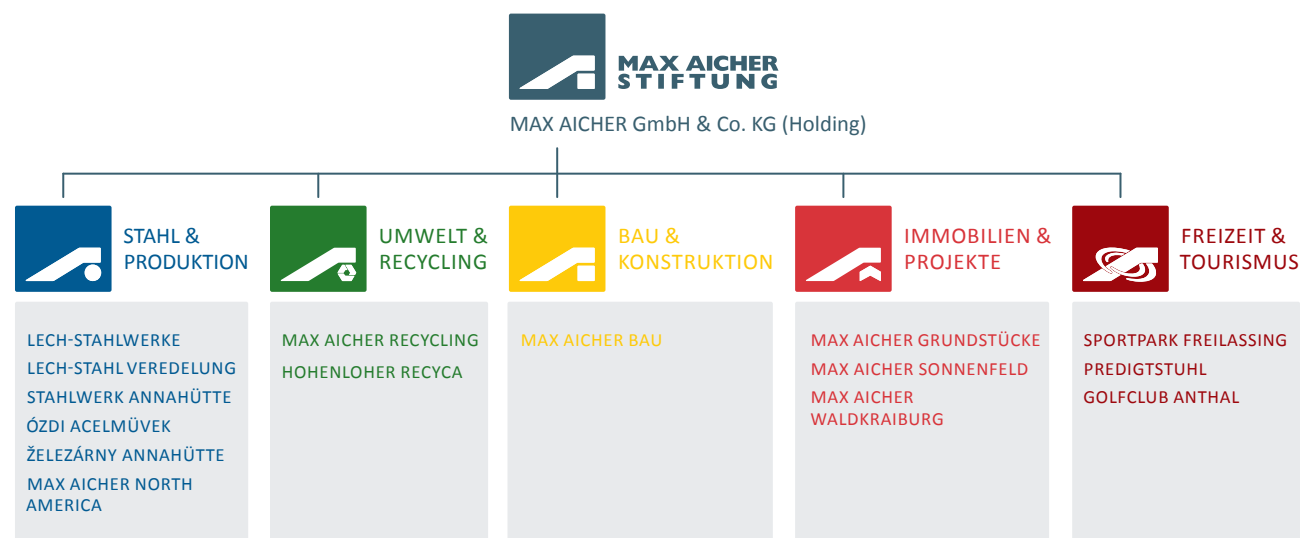 MAX AICHER
STIFTUNG
MAX AICHER GmbH & Co. KG (Holding)
STAHL &
PRODUKTION
LECH-STAHLWERKE
LECH-STAHL VEREDELUNG
STAHLWERK ANNAHÜTTE
ÓZDI ACELMÜVEK
ŽELEZÁRNY ANNAHÜTTE
MAX AICHER NORTH
AMERICA
UMWELT &
RECYCLING
MAX AICHER RECYCLING
HOHENLOHER RECYCA
BAU &
KONSTRUKTION
MAX AICHER BAU
IMMOBILIEN &
PROJEKTE
MAX AICHER GRUNDSTÜCKE
MAX AICHER SONNENFELD
MAX AICHER
WALDKRAIBURG
FREIZEIT &
TOURISMUS
SPORTPARK FREILASSING
PREDIGTSTUHL
GOLFCLUB ANTHAL